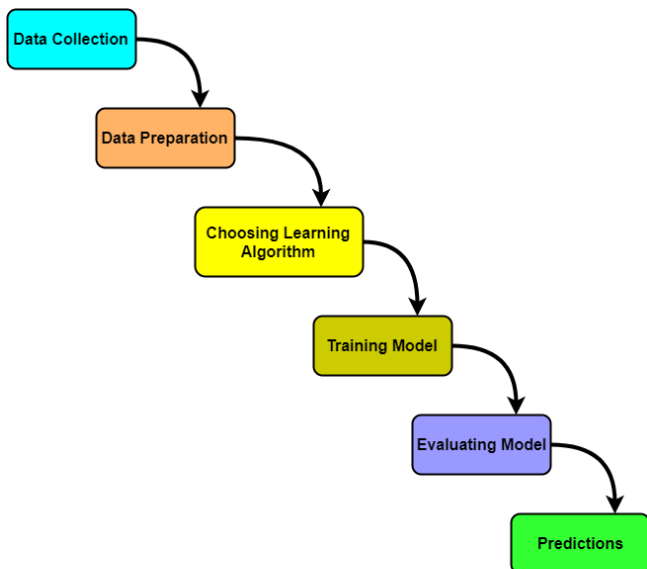 Data Collection
Data Preparation
Choosing Learning
Algorithm
Training Model
Evaluating Model
Predictions